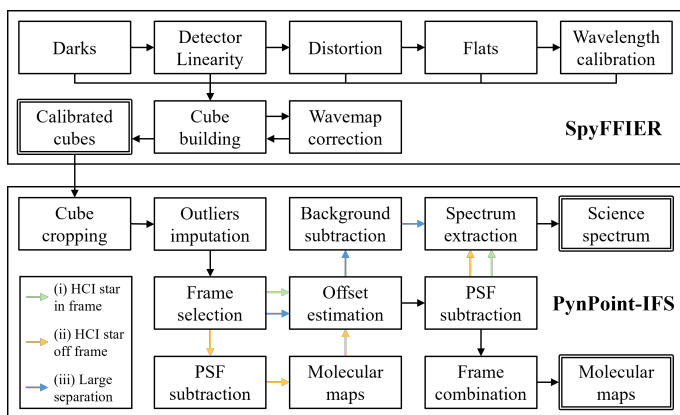 Darks
Detector
Linearity
Distortion
Flats
Wavelength
calibration
Calibrated
cubes
Cube
building
Wavemap
correction
SpyFFIER
Cube
cropping
Outliers
imputation
Background
subtraction
Spectrum
extraction
Science
spectrum
(i) HCI star
in frame
(ii) HCI star
off frame
(iii) Large
separation
Frame
selection
Offset
estimation
PSF
subtraction
PynPoint-IFS
PSF
subtraction
Molecular
maps
Frame
combination
Molecular
maps